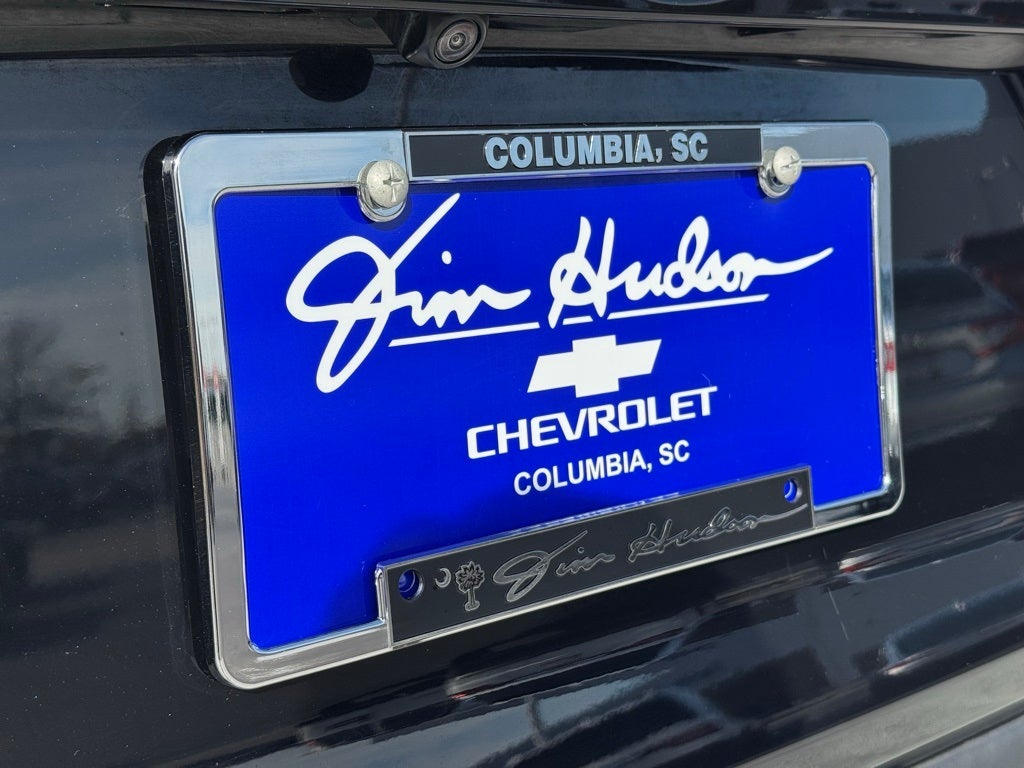 COLUMBIA, SC
Jim Hudson
CHEVROLET
COLUMBIA, SC
Jim Hudson